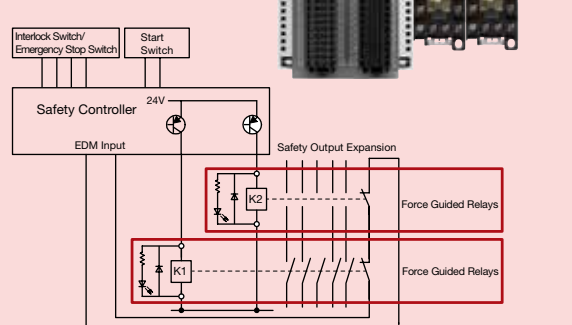 Interlock Switch/
Emergency Stop Switch
Start
Switch
24V
Safety Controller
EDM Input
Safety Output Expansion
K2
Force Guided Relays
K1
Force Guided Relays